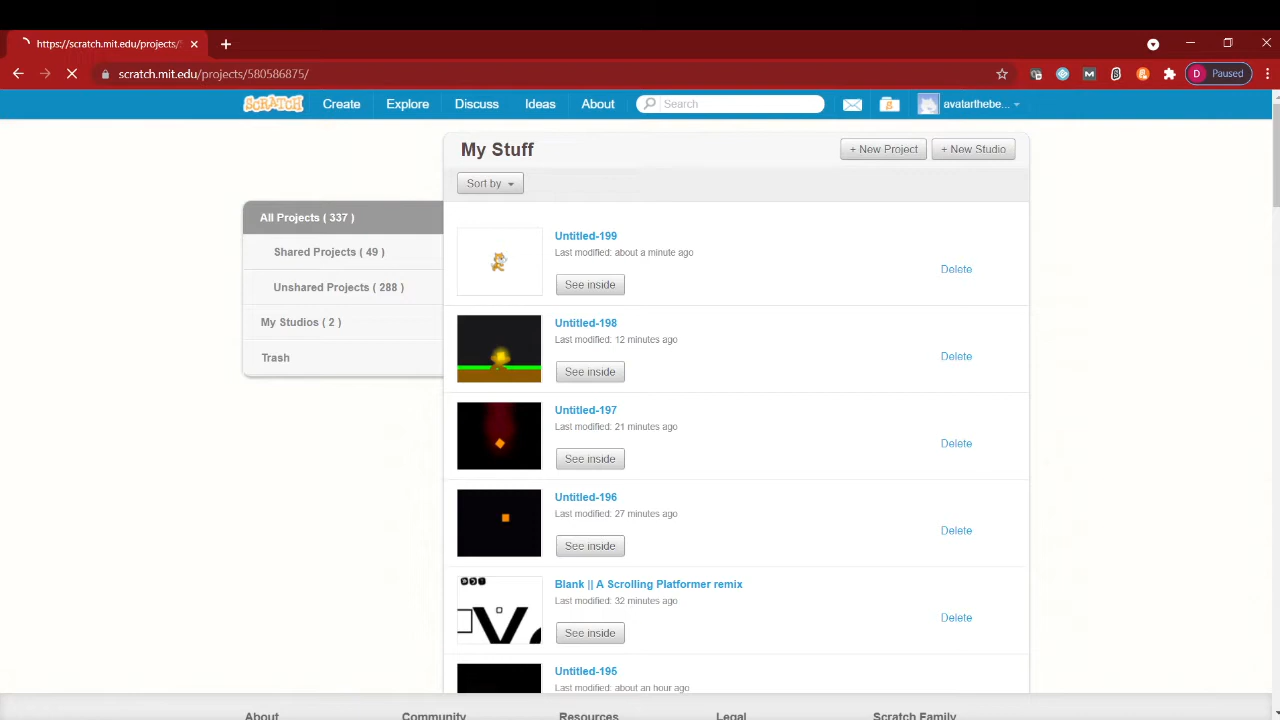 https://scratch.mit.edu/projects/5
scratch.mit.edu/projects/580586875/
D Paused
SCRATCH Create Explore Discuss Ideas About Search avatarthebe...
My Stuff
+ New Project
+ New Studio
Sort by
All Projects ( 337 )
Shared Projects ( 49 )
Unshared Projects ( 288 )
My Studios ( 2 )
Trash
Untitled-199
Last modified: about a minute ago
See inside
Delete
Untitled-198
Last modified: 12 minutes ago
See inside
Delete
Untitled-197
Last modified: 21 minutes ago
See inside
Delete
Untitled-196
Last modified: 27 minutes ago
See inside
Delete
Blank || A Scrolling Platformer remix
Last modified: 32 minutes ago
See inside
Delete
Untitled-195
Last modified: about an hour ago
About Community Resources Legal Scratch Family